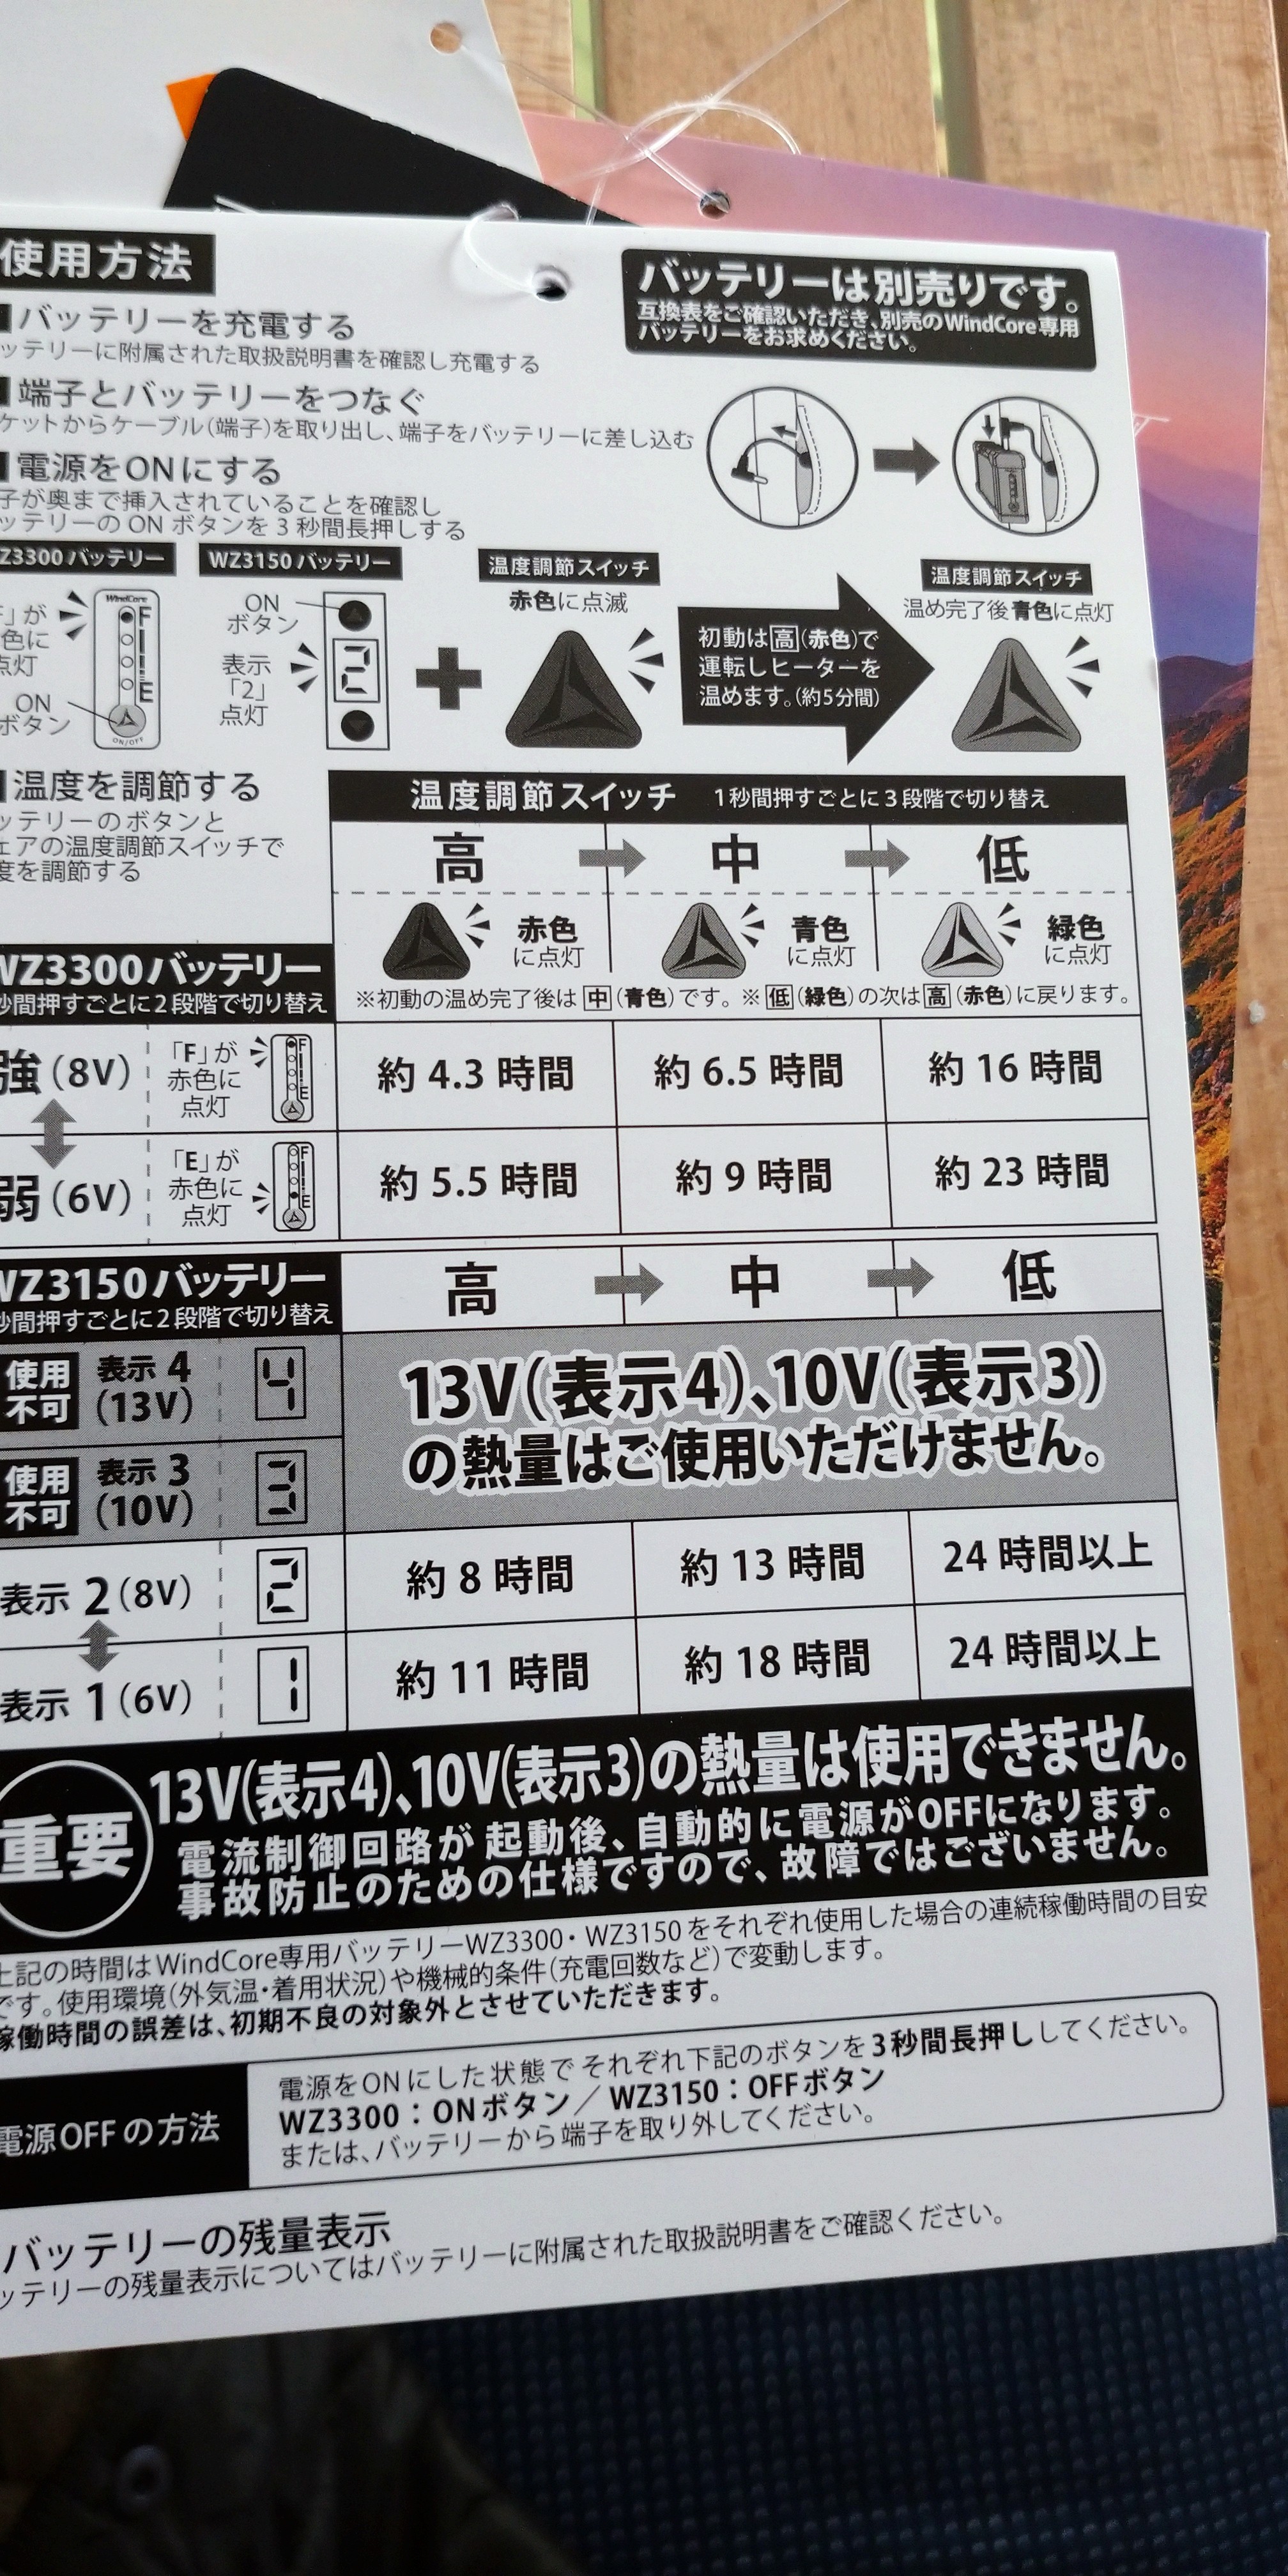 使用方法
バッテリーは別売りです。
互換表をご確認いただき、別売のWindCore専用
バッテリーをお求めください。
バッテリーを充電する
ッテリーに附属された取扱説明書を確認し充電する
端子とバッテリーをつなぐ
ケットからケーブル(端子)を取り出し、端子をバッテリーに差し込む
電源をONにする
子が奥まで挿入されていることを確認し
ッテリーの ON ボタンを 3 秒間長押しする
Z3300 バッテリー
WZ3150 バッテリー
温度調節スイッチ
赤色に点滅
温度調節スイッチ
温め完了後 青色に点灯
」が
色に
点灯
ON
ボタン
WindCore
F
E
ON/OFF
ON
ボタン
表示
「2」
点灯
2
初動は高(赤色)で
運転しヒーターを
温めます。(約5分間)
温度を調節する
ッテリーのボタンと
ェアの温度調節スイッチで
度を調節する
温度調節スイッチ 1秒間押すごとに3段階で切り替え
高 中 低
赤色
に点灯
青色
に点灯
緑色
に点灯
※初動の温め完了後は 中 (青色)です。※ 低 (緑色)の次は 高 (赤色)に戻ります。
WZ3300バッテリー
秒間押すごとに2段階で切り替え
強(8V)
「F」が
赤色に
点灯
F
E
約 4.3 時間 約 6.5 時間 約 16 時間
弱(6V)
「E」が
赤色に
点灯
F
E
約 5.5 時間 約 9 時間 約 23 時間
WZ3150バッテリー
秒間押すごとに2段階で切り替え
高 中 低
使用
不可
表示 4
(13V)
4
使用
不可
表示 3
(10V)
3
13V(表示4)、10V(表示3)
の熱量はご使用いただけません。
表示 2(8V) 2 約 8 時間 約 13 時間 24 時間以上
表示 1(6V) 1 約 11 時間 約 18 時間 24 時間以上
重要
13V(表示4)、10V(表示3)の熱量は使用できません。
電流制御回路が起動後、自動的に電源がOFFになります。
事故防止のための仕様ですので、故障ではございません。
上記の時間はWindCore専用バッテリーWZ3300・WZ3150をそれぞれ使用した場合の連続稼働時間の目安
です。使用環境(外気温・着用状況)や機械的条件(充電回数など)で変動します。
稼働時間の誤差は、初期不良の対象外とさせていただきます。
電源OFFの方法
電源をONにした状態でそれぞれ下記のボタンを3秒間長押ししてください。
WZ3300:ONボタン/WZ3150:OFFボタン
または、バッテリーから端子を取り外してください。
バッテリーの残量表示
ッテリーの残量表示についてはバッテリーに附属された取扱説明書をご確認ください。